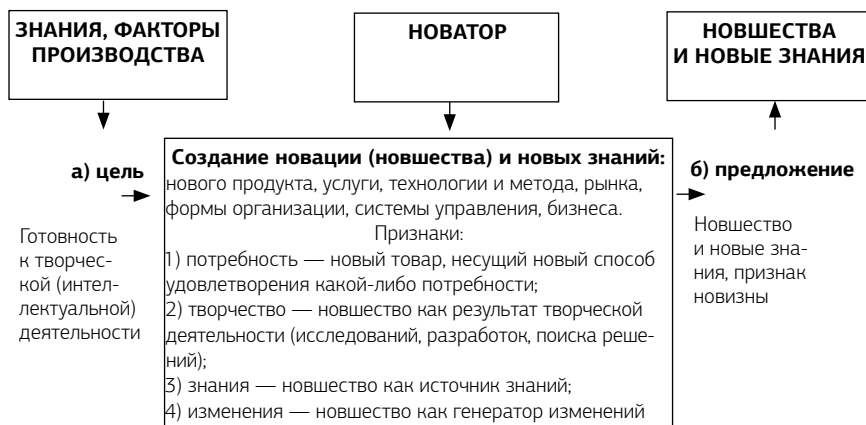 ЗНАНИЯ, ФАКТОРЫ
ПРОИЗВОДСТВА
НОВАТОР
НОВШЕСТВА
И НОВЫЕ ЗНАНИЯ
а) цель
Готовность
к творчес-
кой (интел-
лектуальной)
деятельности
Создание новации (новшества) и новых знаний:
нового продукта, услуги, технологии и метода, рынка,
формы организации, системы управления, бизнеса.
Признаки:
1) потребность — новый товар, несущий новый способ
удовлетворения какой-либо потребности;
2) творчество — новшество как результат творческой
деятельности (исследований, разработок, поиска реше-
ний);
3) знания — новшество как источник знаний;
4) изменения — новшество как генератор изменений
б) предложение
Новшество
и новые зна-
ния, признак
новизны